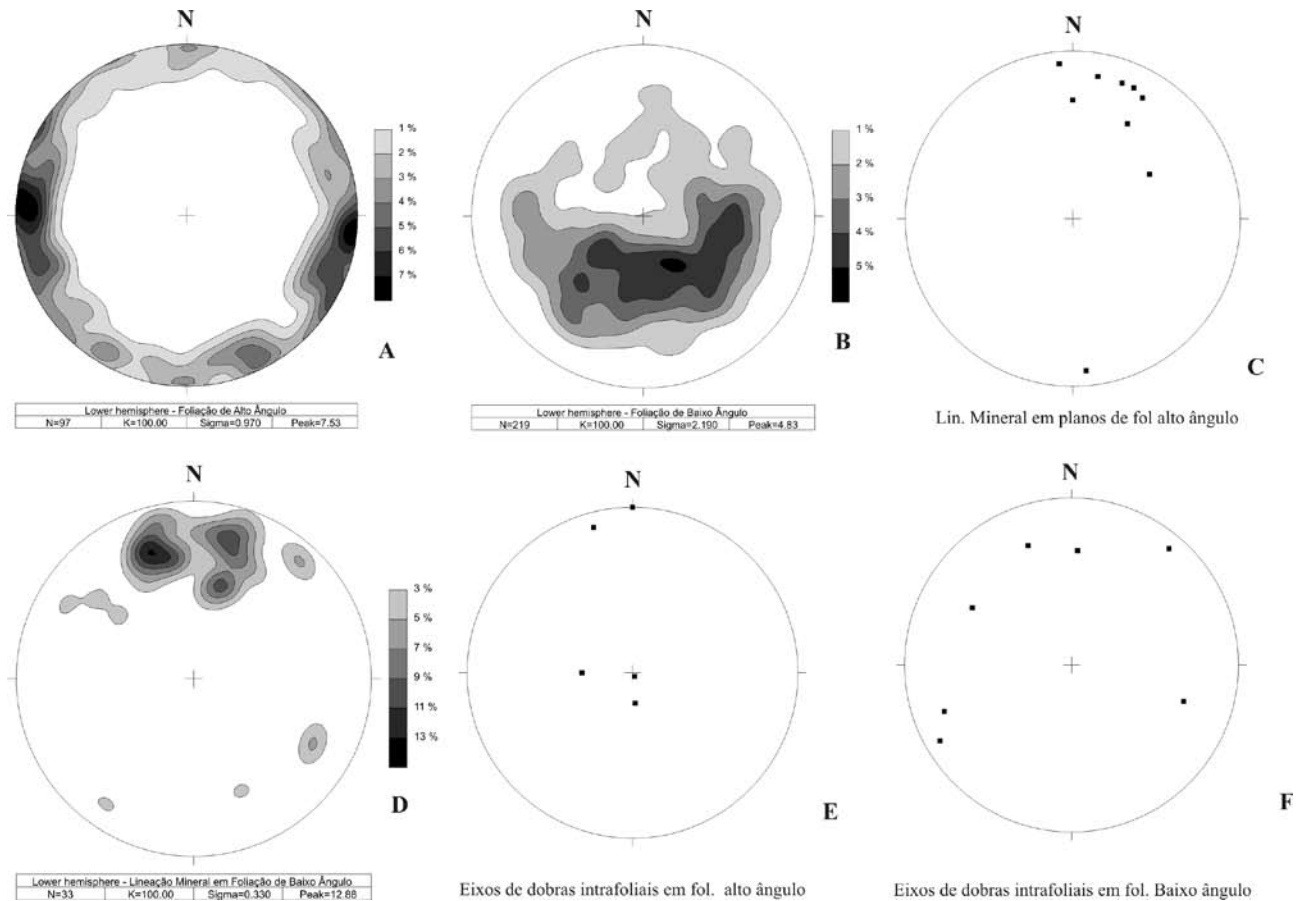 N
1 %
2 %
3 %
4 %
5 %
6 %
7 %
A
Lower hemisphere - Foliação de Alto Ângulo
N=97 K=100.00 Sigma=0.970 Peak=7.53
N
1 %
2 %
3 %
4 %
5 %
B
Lower hemisphere - Foliação de Baixo Ângulo
N=219 K=100.00 Sigma=2.190 Peak=4.83
N
C
Lin. Mineral em planos de fol alto ângulo
N
3 %
5 %
7 %
9 %
11 %
13 %
D
Lower hemisphere - Lineação Mineral em Foliação de Baixo Ângulo
N=33 K=100.00 Sigma=0.330 Peak=12.88
N
E
Eixos de dobras intrafoliais em fol. alto ângulo
N
F
Eixos de dobras intrafoliais em fol. Baixo ângulo